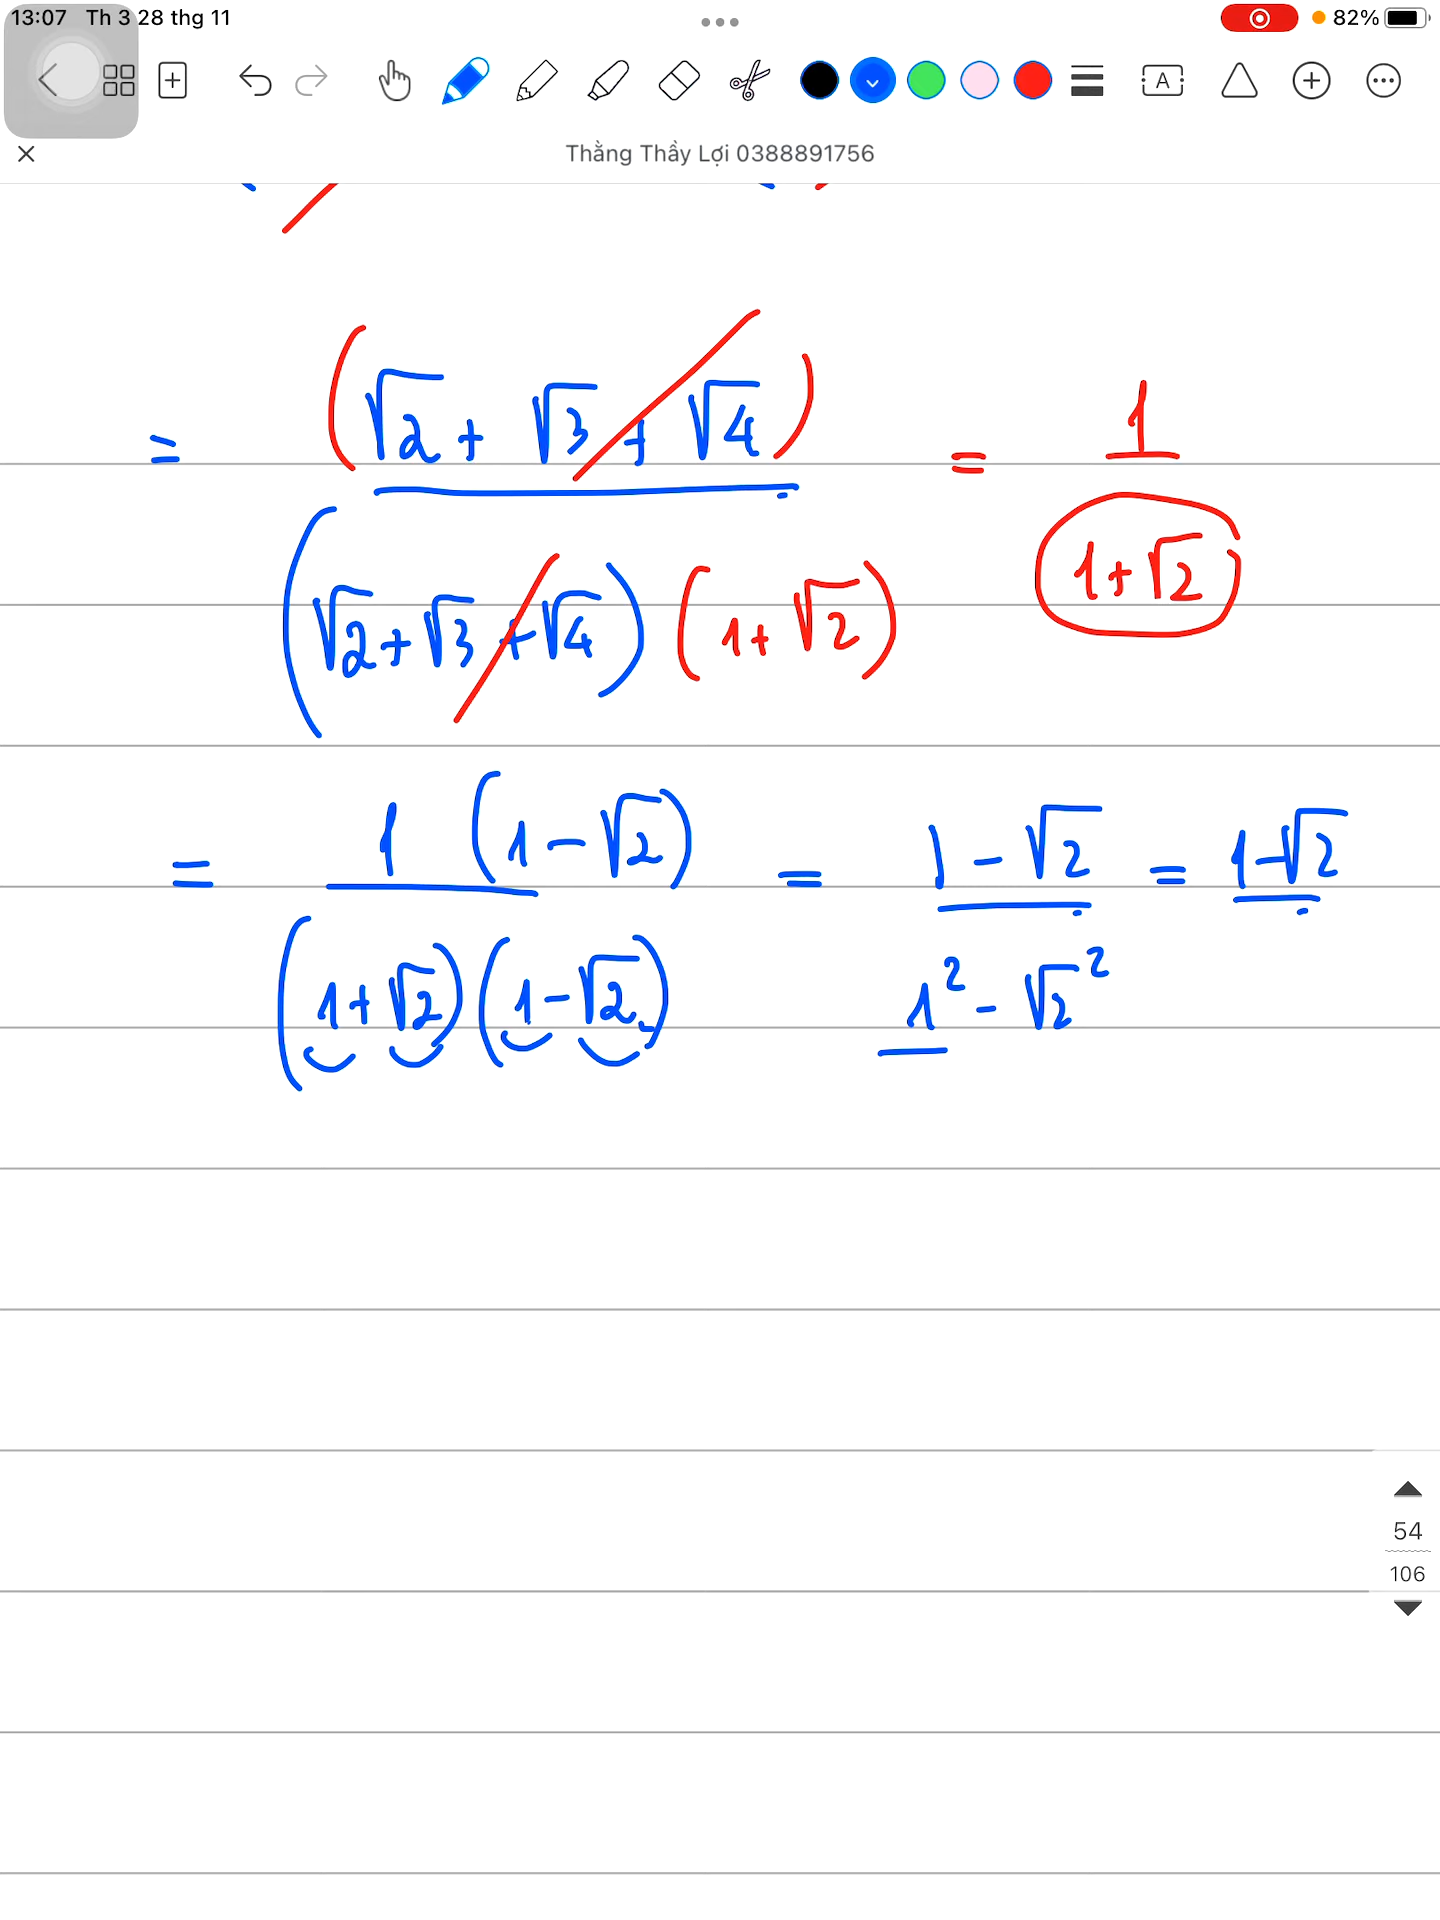 13:07 Th 3 28 thg 11
82%
A
Thằng Thầy Lợi 0388891756
= (√2 + √3 + √4) / (√2 + √3 + √4) (1 + √2) = 1 / (1 + √2)
= 1 (1 - √2) / (1 + √2) (1 - √2) = 1 - √2 / 1² - √2² = 1 - √2
54
106